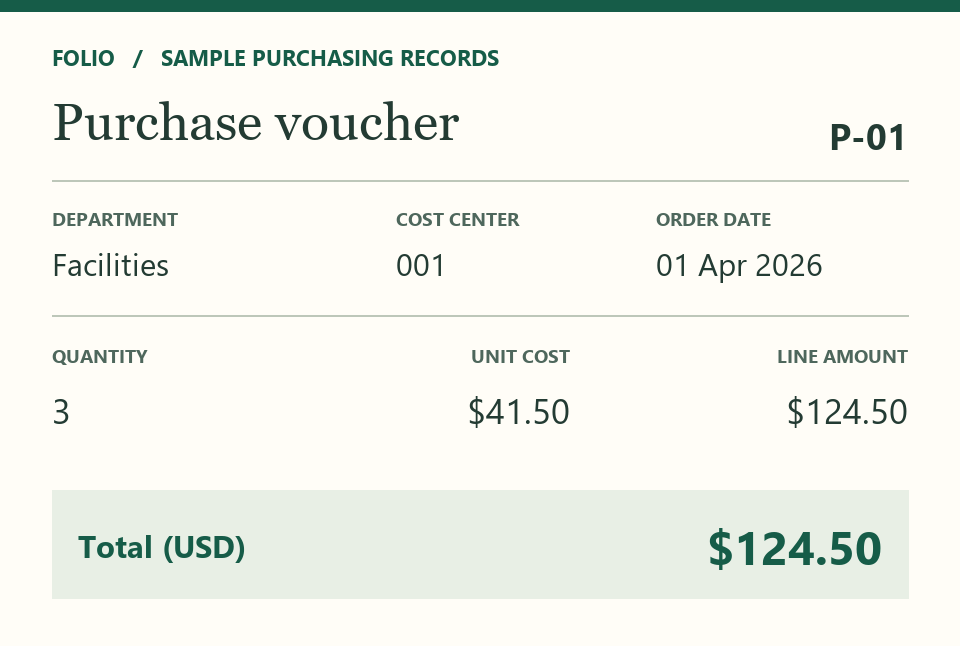 FOLIO / SAMPLE PURCHASING RECORDS
Purchase voucher
P-01
DEPARTMENT COST CENTER ORDER DATE
Facilities 001 01 Apr 2026
QUANTITY UNIT COST LINE AMOUNT
3 $41.50 $124.50
Total (USD) $124.50